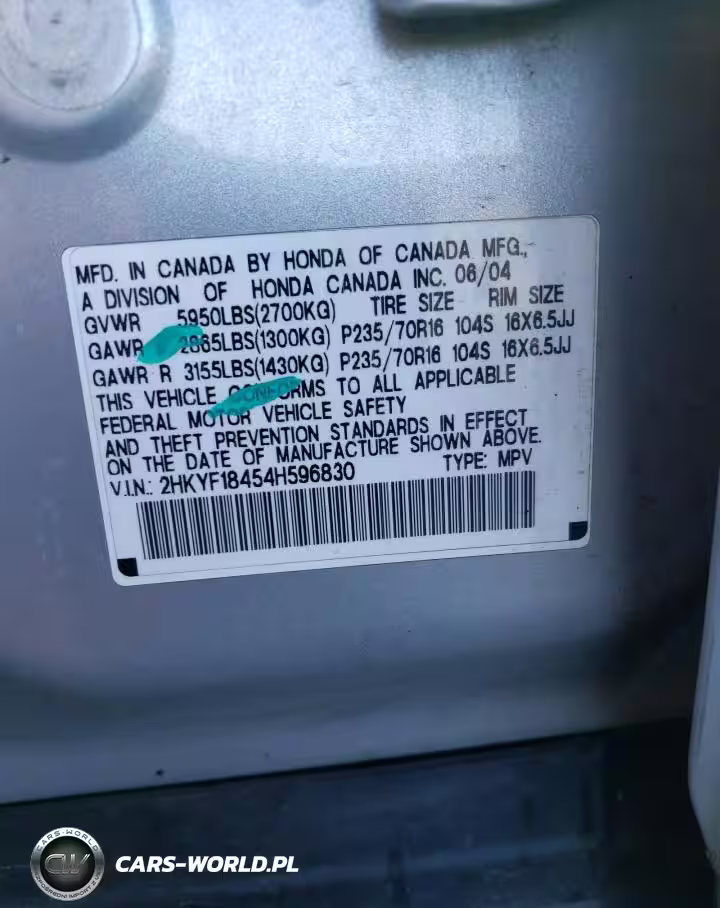 MFD. IN CANADA BY HONDA OF CANADA MFG.,
A DIVISION OF HONDA CANADA INC. 06/04
GVWR 5950LBS(2700KG) TIRE SIZE RIM SIZE
GAWR 2865LBS(1300KG) P235/70R16 104S 16X6.5JJ
GAWR R 3155LBS(1430KG) P235/70R16 104S 16X6.5JJ
THIS VEHICLE CONFORMS TO ALL APPLICABLE
FEDERAL MOTOR VEHICLE SAFETY
AND THEFT PREVENTION STANDARDS IN EFFECT
ON THE DATE OF MANUFACTURE SHOWN ABOVE.
V.I.N.: 2HKYF18454H596830 TYPE: MPV
CARS-WORLD
CW
CARS-WORLD.PL